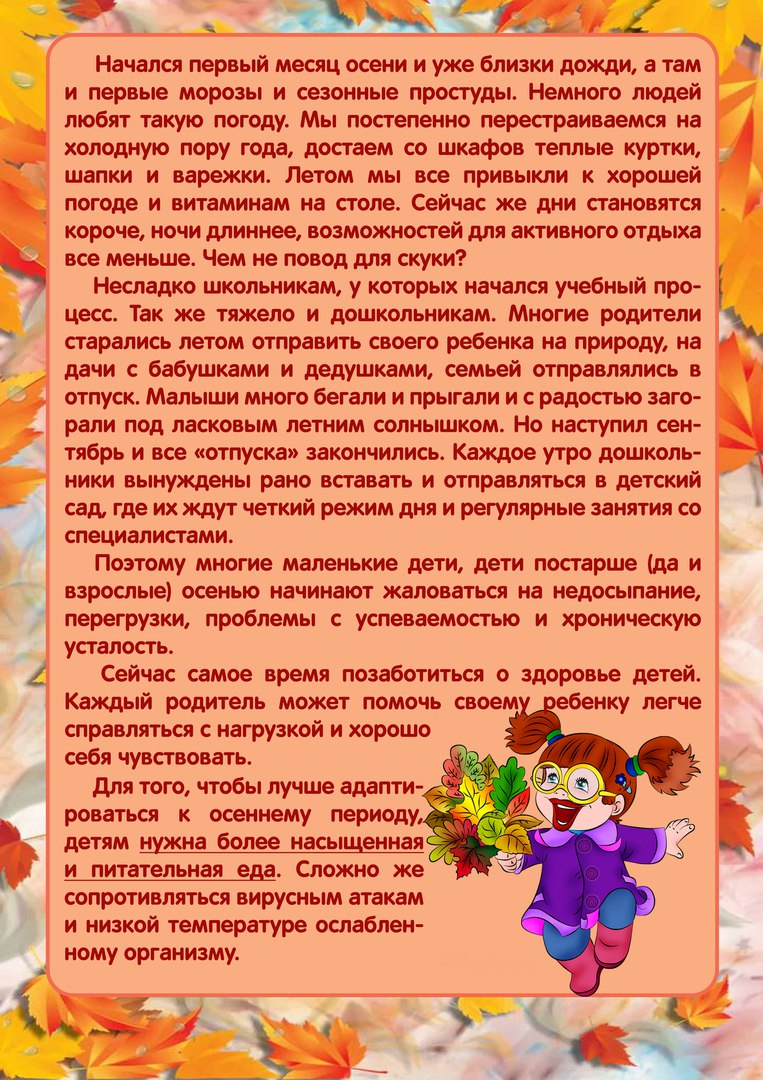 Начался первый месяц осени и уже близки дожди, а там
и первые морозы и сезонные простуды. Немного людей
любят такую погоду. Мы постепенно перестраиваемся на
холодную пору года, достаем со шкафов теплые куртки,
шапки и варежки. Летом мы все привыкли к хорошей
погоде и витаминам на столе. Сейчас же дни становятся
короче, ночи длиннее, возможностей для активного отдыха
все меньше. Чем не повод для скуки?
Несладко школьникам, у которых начался учебный про-
цесс. Так же тяжело и дошкольникам. Многие родители
старались летом отправить своего ребенка на природу, на
дачи с бабушками и дедушками, семьей отправлялись в
отпуск. Малыши много бегали и прыгали и с радостью заго-
рали под ласковым летним солнышком. Но наступил сен-
тябрь и все «отпуска» закончились. Каждое утро дошколь-
ники вынуждены рано вставать и отправляться в детский
сад, где их ждут четкий режим дня и регулярные занятия со
специалистами.
Поэтому многие маленькие дети, дети постарше (да и
взрослые) осенью начинают жаловаться на недосыпание,
перегрузки, проблемы с успеваемостью и хроническую
усталость.
Сейчас самое время позаботиться о здоровье детей.
Каждый родитель может помочь своему ребенку легче
справляться с нагрузкой и хорошо
себя чувствовать.
Для того, чтобы лучше адапти-
роваться к осеннему периоду,
детям нужна более насыщенная
и питательная еда. Сложно же
сопротивляться вирусным атакам
и низкой температуре ослаблен-
ному организму.